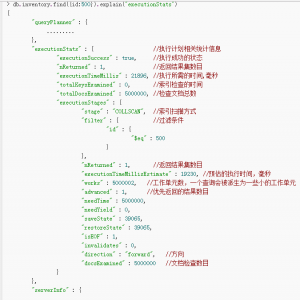 > db.inventory.find({id:500}).explain("executionStats")
{
"queryPlanner" : {
.........
},
"executionStats" : { //执行计划相关统计信息
"executionSuccess" : true, //执行成功的状态
"nReturned" : 1, //返回结果集数目
"executionTimeMillis" : 21896, //执行所需的时间,毫秒
"totalKeysExamined" : 0, //索引检查的时间
"totalDocsExamined" : 5000000, //检查文档总数
"executionStages" : {
"stage" : "COLLSCAN", //索引扫描方式
"filter" : { //过滤条件
"id" : {
"$eq" : 500
}
},
"nReturned" : 1, //返回结果集数目
"executionTimeMillisEstimate" : 19230, //预估的执行时间，毫秒
"works" : 5000002, //工作单元数，一个查询会被派生为一些小的工作单元
"advanced" : 1, //优先返回的结果数目
"needTime" : 5000000,
"needYield" : 0,
"saveState" : 39065,
"restoreState" : 39065,
"isEOF" : 1,
"invalidates" : 0,
"direction" : "forward", //方向
"docsExamined" : 5000000 //文档检查数目
}
},
"serverInfo" : {